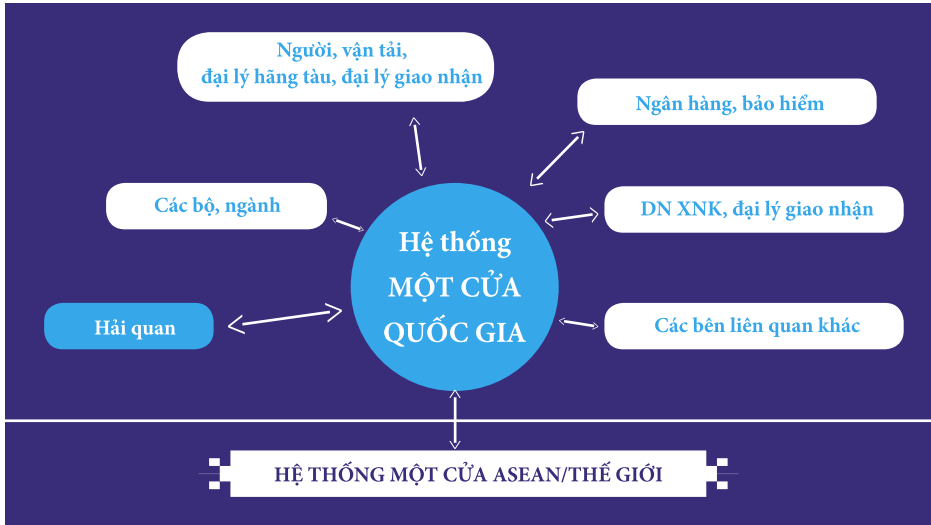 Người, vận tải,
đại lý hãng tàu, đại lý giao nhận
Ngân hàng, bảo hiểm
Các bộ, ngành
DN XNK, đại lý giao nhận
Hệ thống
MỘT CỬA
QUỐC GIA
Hải quan
Các bên liên quan khác
HỆ THỐNG MỘT CỬA ASEAN/THẾ GIỚI